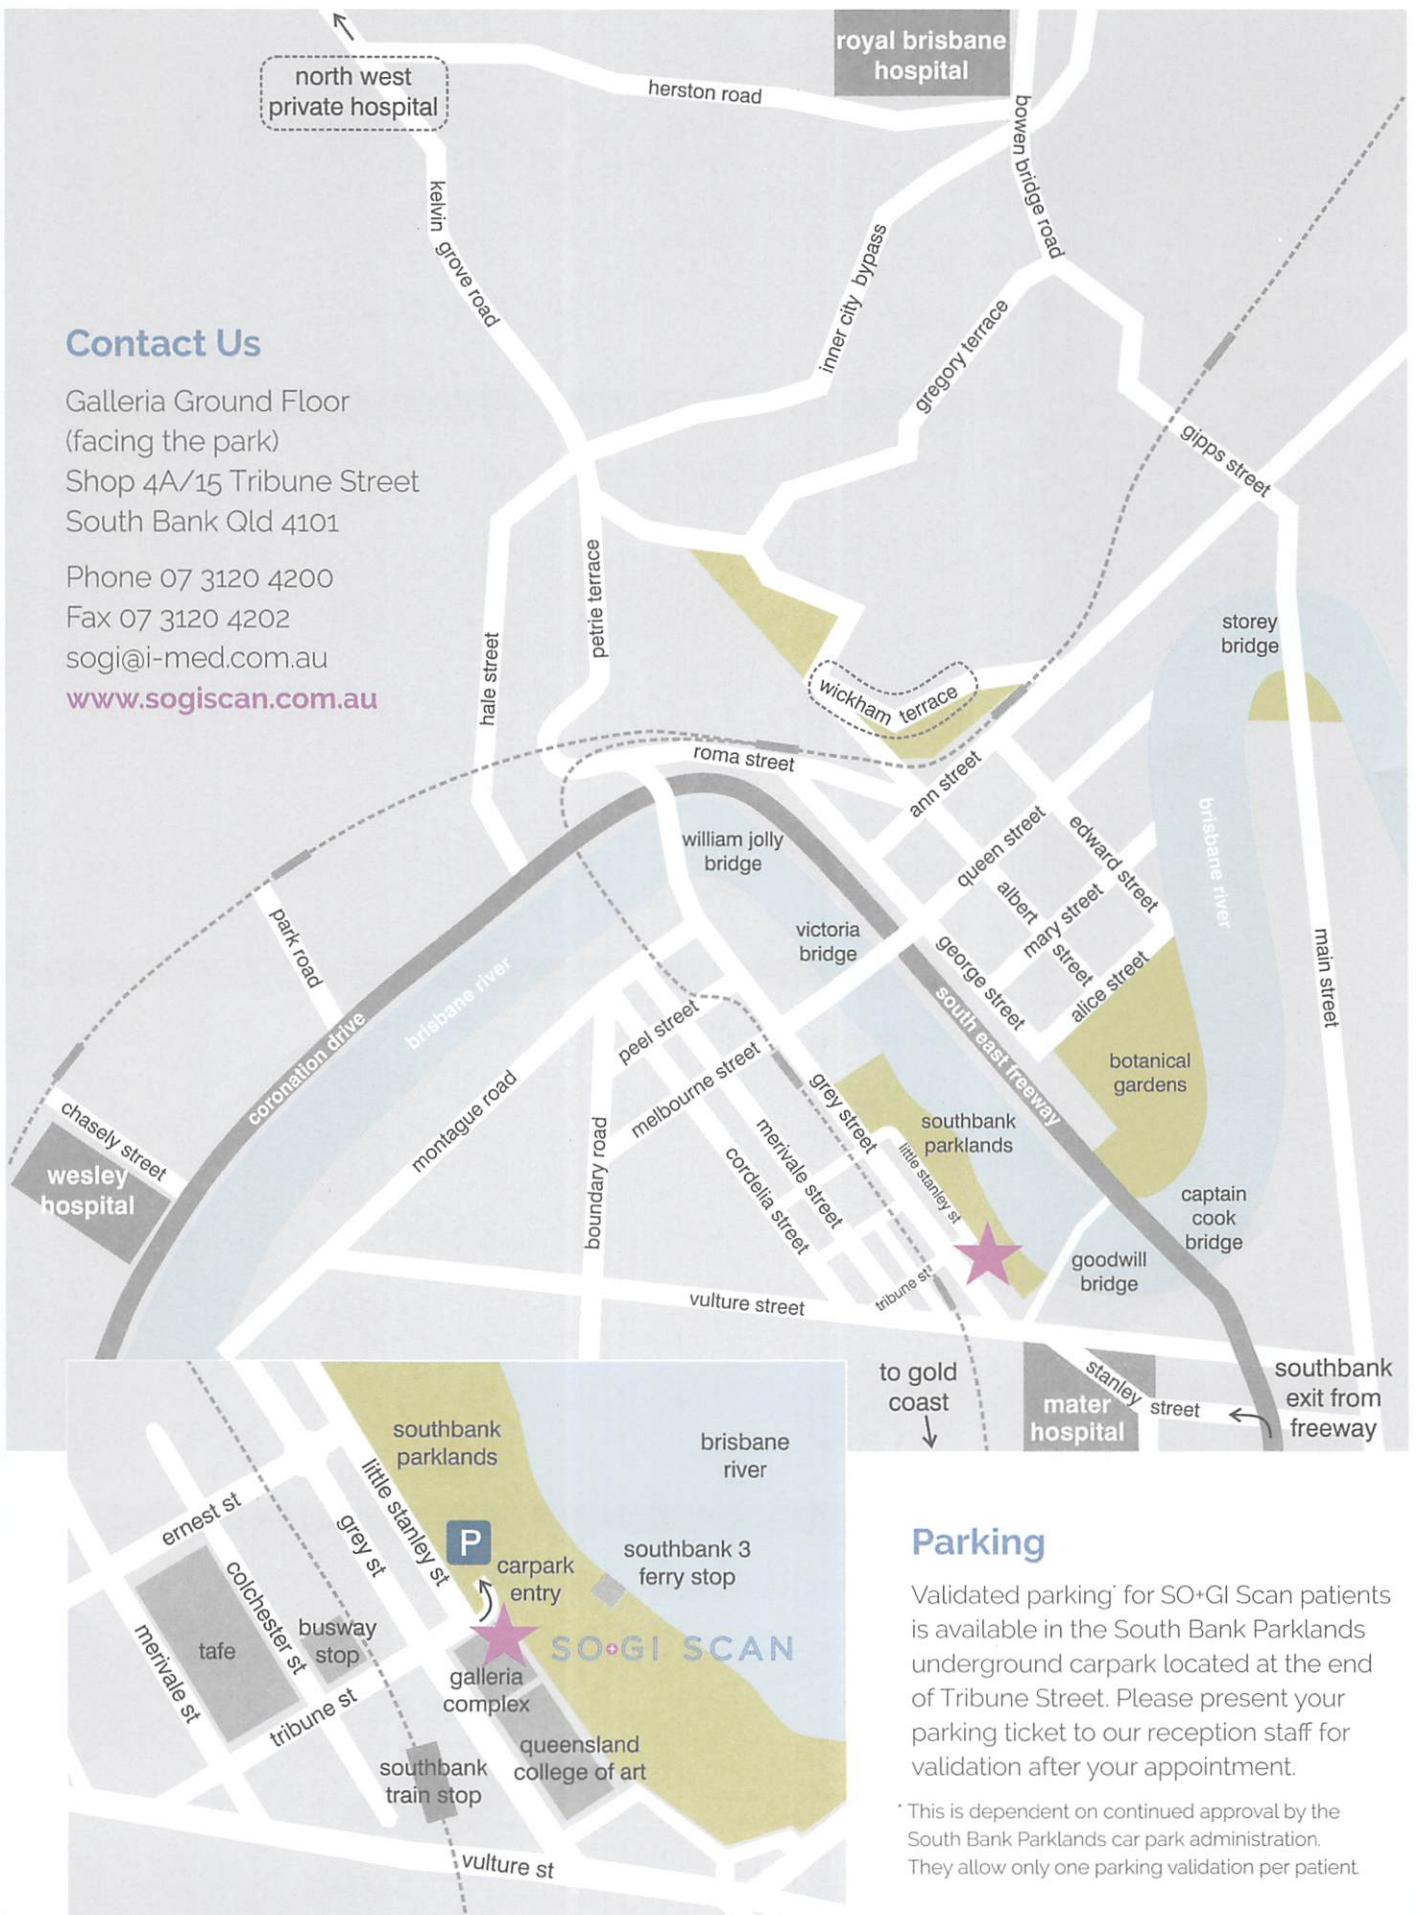 royal brisbane
hospital
north west
private hospital
herston road
bowen bridge road
kelvin grove road
inner city bypass
gregory terrace
gipps street
Contact Us
Galleria Ground Floor
(facing the park)
Shop 4A/15 Tribune Street
South Bank Qld 4101
Phone 07 3120 4200
Fax 07 3120 4202
sogi@i-med.com.au
www.sogiscan.com.au
petrie terrace
hale street
storey
bridge
wickham terrace
roma street
ann street
william jolly
bridge
queen street
edward street
brisbane river
albert street
mary street
victoria
bridge
george street
alice street
main street
park road
brisbane river
coronation drive
south east freeway
peel street
melbourne street
montague road
boundary road
botanical
gardens
grey street
southbank
parklands
little stanley st
merivale street
cordelia street
chasely street
wesley
hospital
captain
cook
bridge
goodwill
bridge
tribune st
vulture street
to gold
coast
mater
hospital
stanley street
southbank
exit from
freeway
southbank
parklands
brisbane
river
little stanley st
ernest st
grey st
P
carpark
entry
southbank 3
ferry stop
colchester st
busway
stop
tafe
merivale st
SO+GI SCAN
galleria
complex
tribune st
queensland
college of art
southbank
train stop
vulture st
Parking
Validated parking* for SO+GI Scan patients
is available in the South Bank Parklands
underground carpark located at the end
of Tribune Street. Please present your
parking ticket to our reception staff for
validation after your appointment.
* This is dependent on continued approval by the
South Bank Parklands car park administration.
They allow only one parking validation per patient.